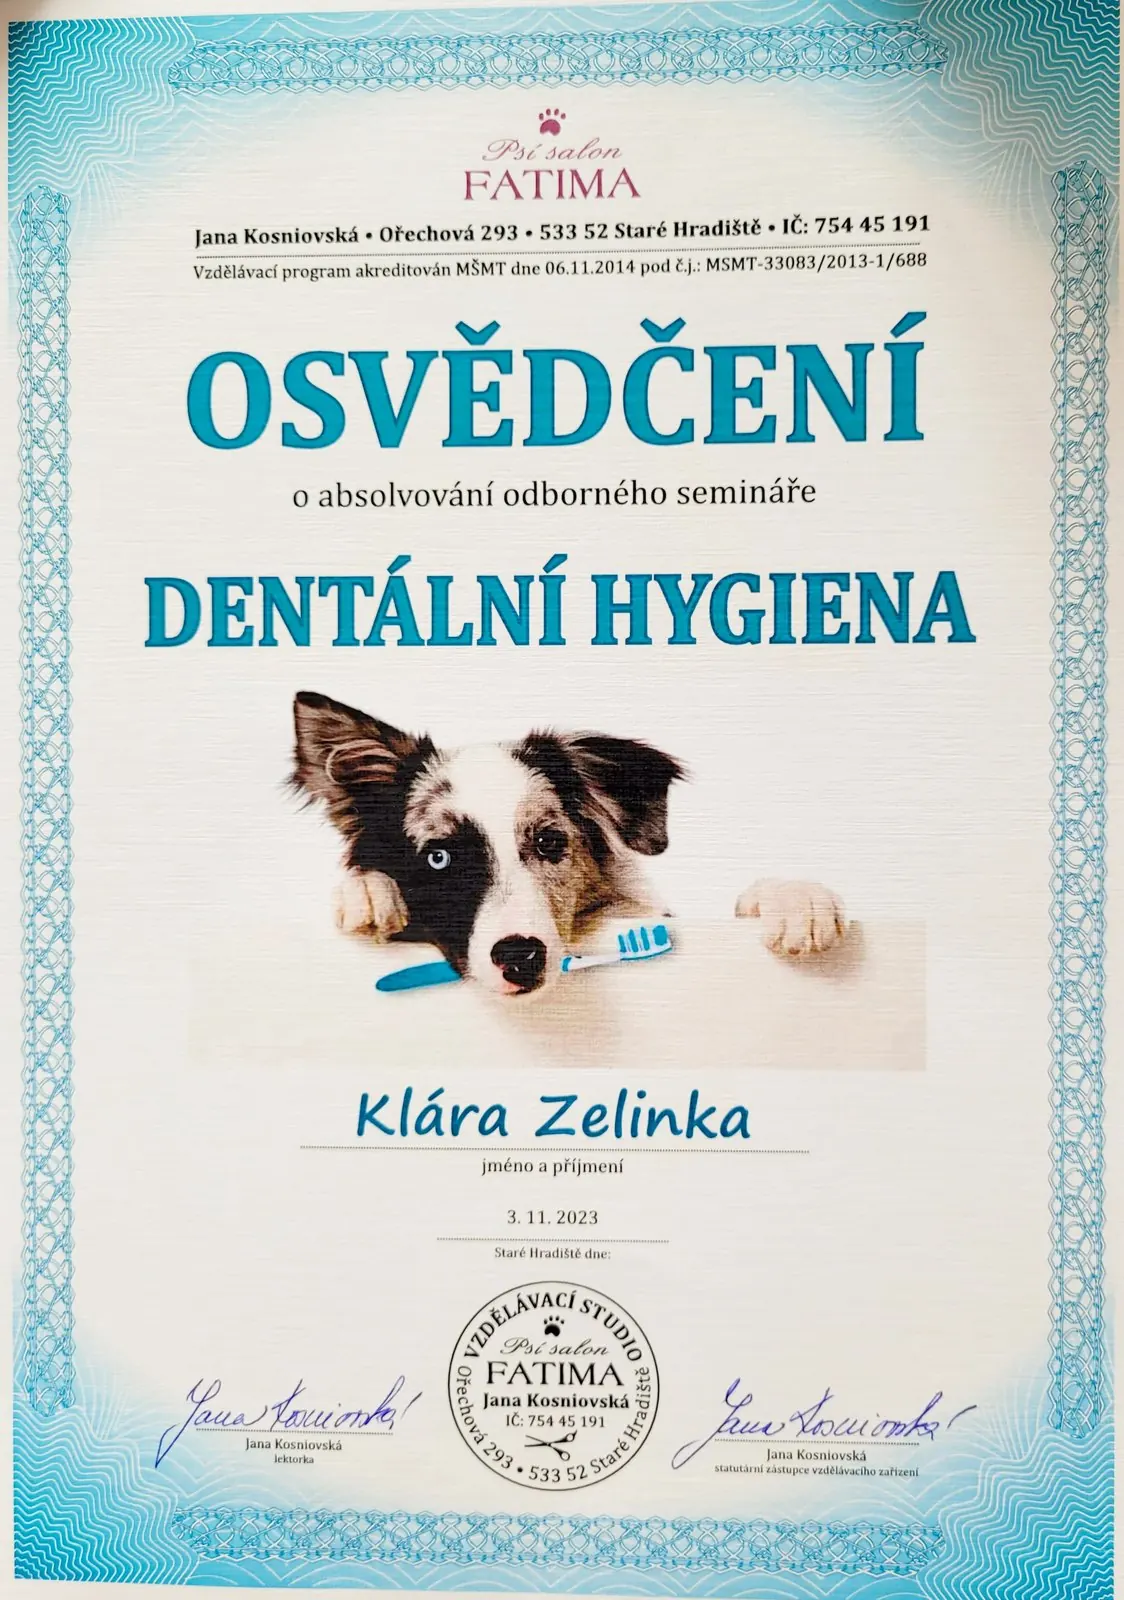 Psí salon
FATIMA
Jana Kosniovská • Ořechová 293 • 533 52 Staré Hradiště • IČ: 754 45 191
Vzdělávací program akreditován MŠMT dne 06.11.2014 pod č.j.: MSMT-33083/2013-1/688
OSVĚDČENÍ
o absolvování odborného semináře
DENTÁLNÍ HYGIENA
Klára Zelinka
jméno a příjmení
3. 11. 2023
Staré Hradiště dne:
VZDĚLÁVACÍ STUDIO
Psí salon
FATIMA
Jana Kosniovská
IČ: 754 45 191
Ořechová 293 • 533 52 Staré Hradiště
Jana Kosniovská
Jana Kosniovská
lektorka
Jana Kosniovská
Jana Kosniovská
statutární zástupce vzdělávacího zařízení